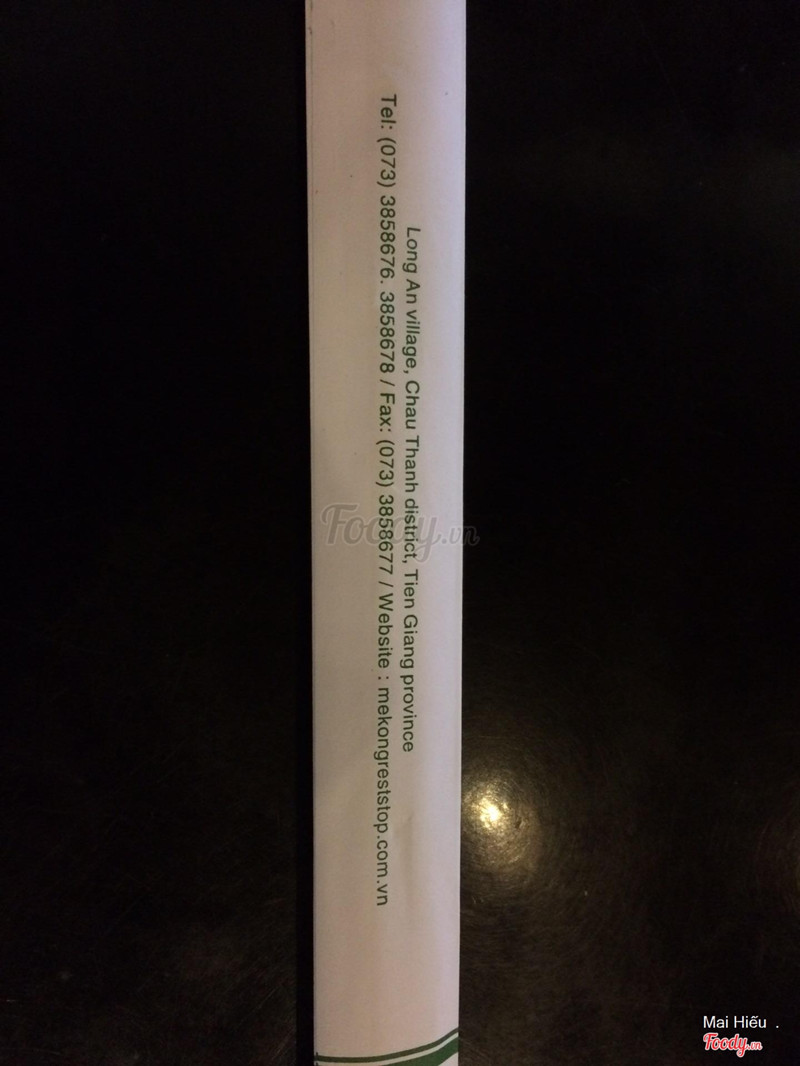 Long An village, Chau Thanh district, Tien Giang province
Tel: (073) 3858676. 3858678 / Fax: (073) 3858677 / Website : mekongreststop.com.vn
Foody.vn
Mai Hiếu .
Foody.vn